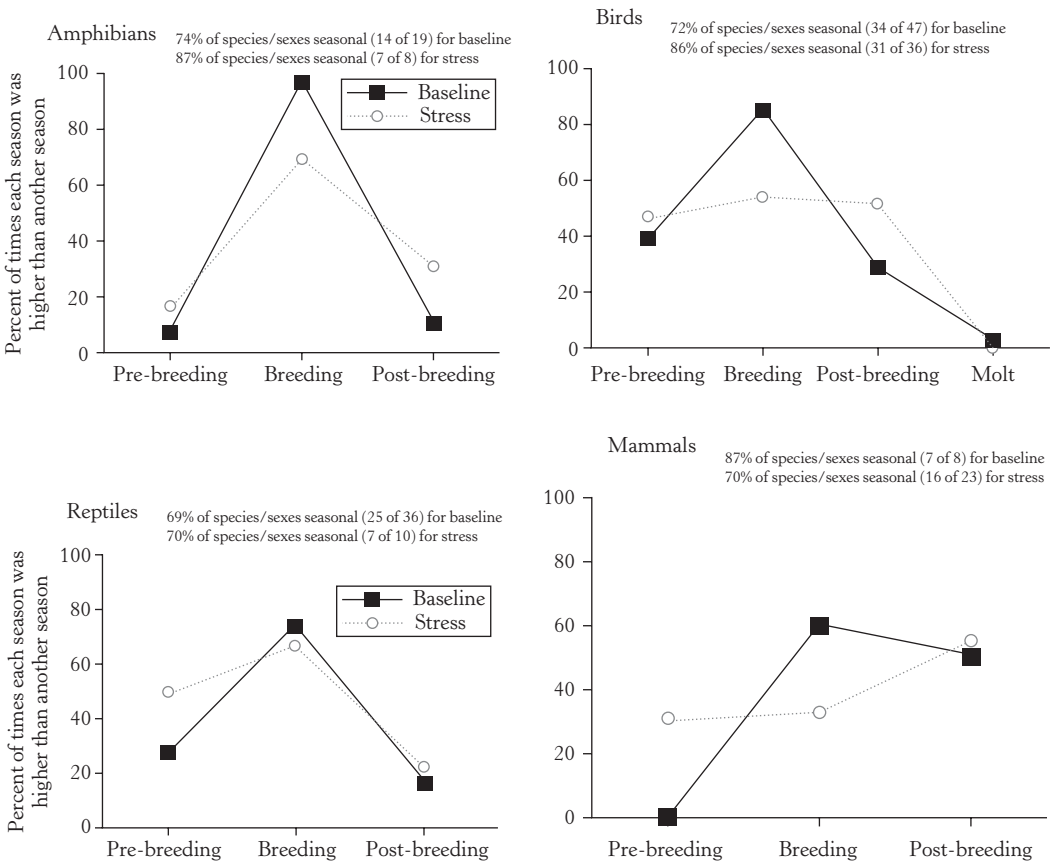 Amphibians
74% of species/sexes seasonal (14 of 19) for baseline
87% of species/sexes seasonal (7 of 8) for stress
Percent of times each season was
higher than another season
100
80
60
40
20
0
Baseline
Stress
Pre-breeding Breeding Post-breeding
Birds
72% of species/sexes seasonal (34 of 47) for baseline
86% of species/sexes seasonal (31 of 36) for stress
100
80
60
40
20
0
Pre-breeding Breeding Post-breeding Molt
Reptiles
69% of species/sexes seasonal (25 of 36) for baseline
70% of species/sexes seasonal (7 of 10) for stress
Percent of times each season was
higher than another season
100
80
60
40
20
0
Baseline
Stress
Pre-breeding Breeding Post-breeding
Mammals
87% of species/sexes seasonal (7 of 8) for baseline
70% of species/sexes seasonal (16 of 23) for stress
100
80
60
40
20
0
Pre-breeding Breeding Post-breeding